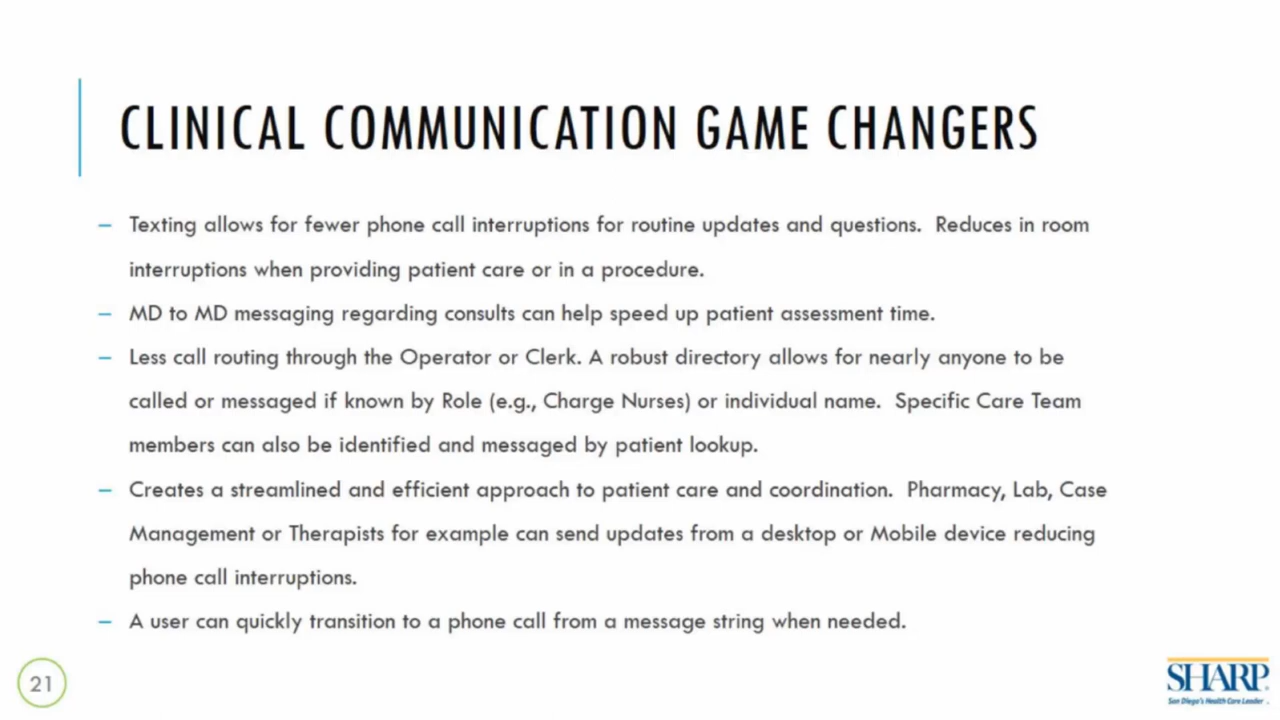 CLINICAL COMMUNICATION GAME CHANGERS
– Texting allows for fewer phone call interruptions for routine updates and questions.  Reduces in room
interruptions when providing patient care or in a procedure.
– MD to MD messaging regarding consults can help speed up patient assessment time.
– Less call routing through the Operator or Clerk. A robust directory allows for nearly anyone to be
called or messaged if known by Role (e.g., Charge Nurses) or individual name.  Specific Care Team
members can also be identified and messaged by patient lookup.
– Creates a streamlined and efficient approach to patient care and coordination.  Pharmacy, Lab, Case
Management or Therapists for example can send updates from a desktop or Mobile device reducing
phone call interruptions.
– A user can quickly transition to a phone call from a message string when needed.
21
SHARP®
San Diego's Health Care Leader